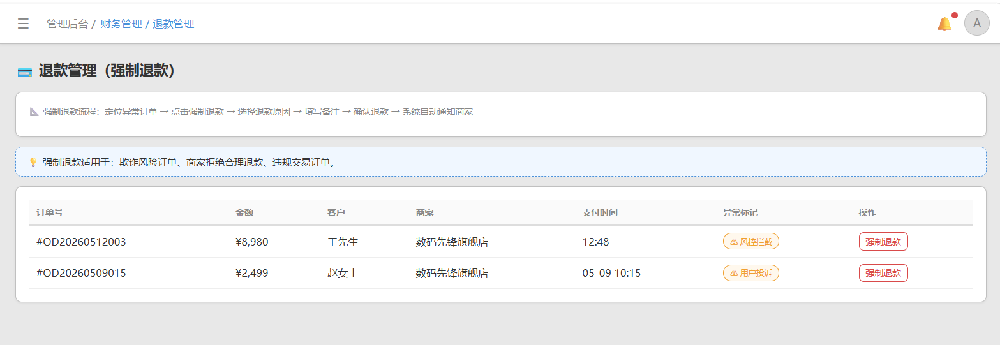 管理后台 / 财务管理 / 退款管理
A
退款管理（强制退款）
强制退款流程：定位异常订单 → 点击强制退款 → 选择退款原因 → 填写备注 → 确认退款 → 系统自动通知商家
强制退款适用于：欺诈风险订单、商家拒绝合理退款、违规交易订单。
订单号 金额 客户 商家 支付时间 异常标记 操作
#OD20260512003 ¥8,980 王先生 数码先锋旗舰店 12:48 ⚠ 风控拦截 强制退款
#OD20260509015 ¥2,499 赵女士 数码先锋旗舰店 05-09 10:15 ⚠ 用户投诉 强制退款